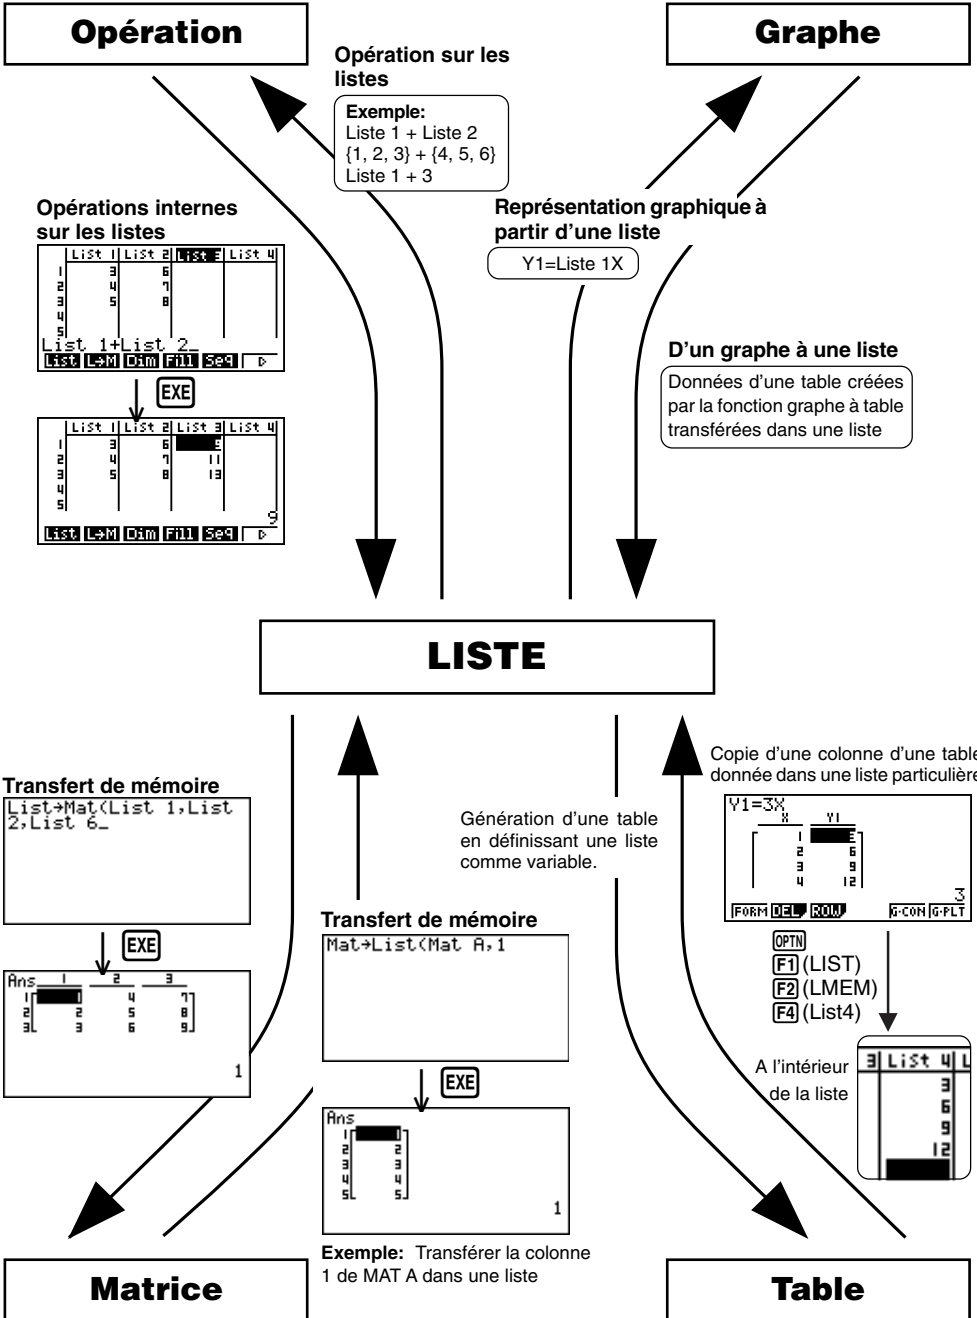 Opération
Graphe
Opération sur les
listes
Exemple:
Liste 1 + Liste 2
{1, 2, 3} + {4, 5, 6}
Liste 1 + 3
Opérations internes
sur les listes
List 1 List 2 List 3 List 4
1 3 6
2 4 7
3 5 8
4
5
List 1+List 2_
List L→M Dim Fill Seq ▷
EXE
List 1 List 2 List 3 List 4
1 3 6 9
2 4 7 11
3 5 8 13
4
5
9
List L→M Dim Fill Seq ▷
Représentation graphique à
partir d’une liste
Y1=Liste 1X
D’un graphe à une liste
Données d’une table créées
par la fonction graphe à table
transférées dans une liste
LISTE
Transfert de mémoire
List→Mat(List 1,List
2,List 6_
EXE
Ans 1 2 3
1 1 4 7
2 2 5 8
3 3 6 9
1
Transfert de mémoire
Mat→List(Mat A,1
EXE
Ans
1 1
2 2
3 3
4 4
5 5
1
Exemple: Transférer la colonne
1 de MAT A dans une liste
Génération d’une table
en définissant une liste
comme variable.
Copie d’une colonne d’une table
donnée dans une liste particulière
Y1=3X
X Y1
1 3
2 6
3 9
4 12
3
FORM DEL ROW G·CON G·PLT
OPTN
F1 (LIST)
F2 (LMEM)
F4 (List4)
A l’intérieur
de la liste
3 List 4 L
3
6
9
12
Matrice
Table